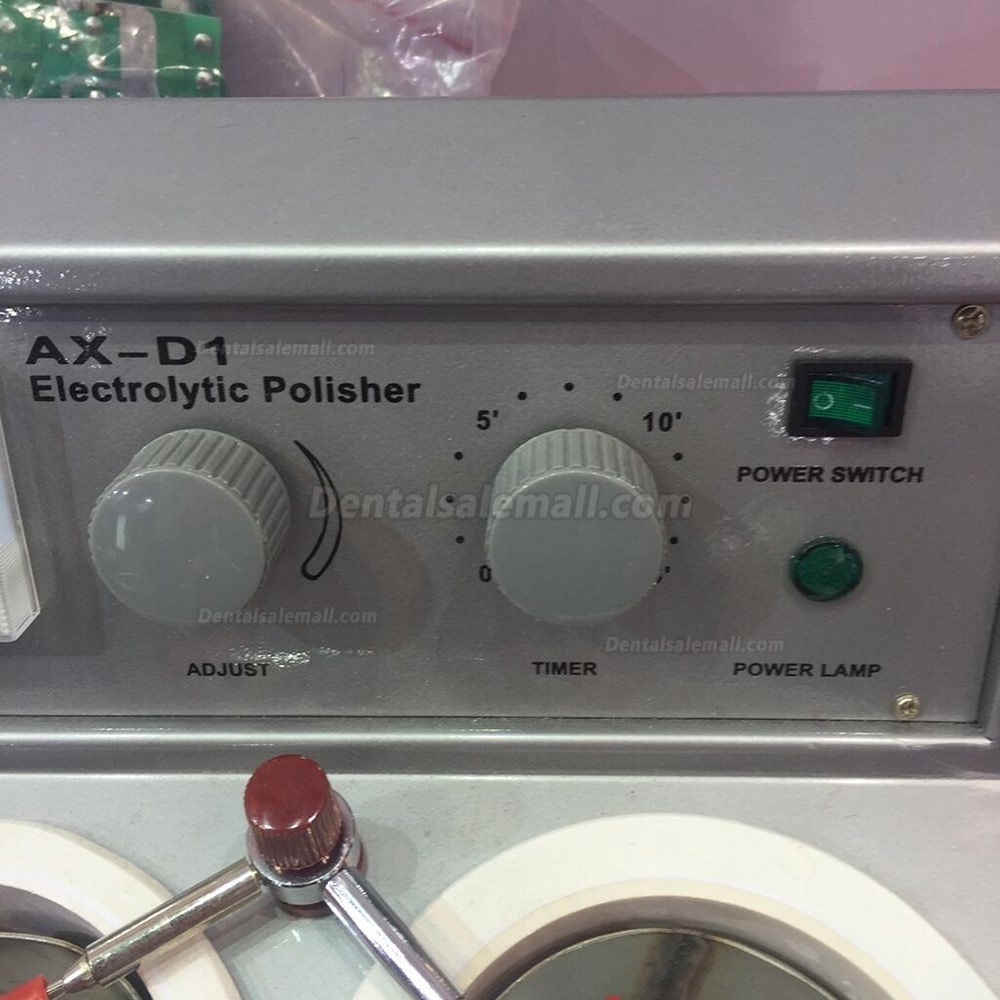 AX-D1
Dentalsalemall.com
Electrolytic Polisher
Dentalsalemall.com
5'
10'
POWER SWITCH
Dentalsalemall.com
0
Dentalsalemall.com
Dentalsalemall.com
ADJUST
TIMER
POWER LAMP